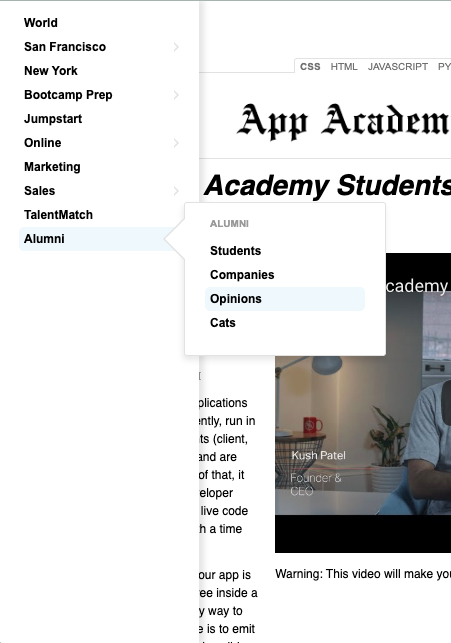 World
San Francisco
New York
Bootcamp Prep
Jumpstart
Online
Marketing
Sales
TalentMatch
Alumni
ALUMNI
Students
Companies
Opinions
Cats
CSS HTML JAVASCRIPT PY
App Academ
Academy Students
cademy
plications
ently, run in
ts (client,
and are
of that, it
eloper
live code
h a time
our app is
ree inside a
y way to
e is to emit
Kush Patel
Founder &
CEO
Warning: This video will make you